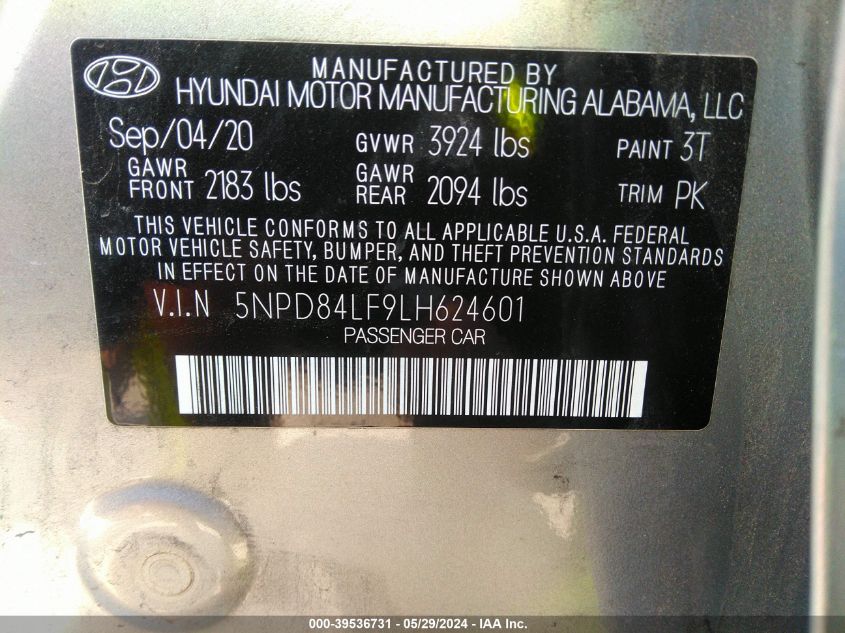 MANUFACTURED BY
HYUNDAI MOTOR MANUFACTURING ALABAMA, LLC
Sep/04/20 GVWR 3924 lbs PAINT 3T
GAWR FRONT 2183 lbs GAWR REAR 2094 lbs TRIM PK
THIS VEHICLE CONFORMS TO ALL APPLICABLE U.S.A. FEDERAL
MOTOR VEHICLE SAFETY, BUMPER, AND THEFT PREVENTION STANDARDS
IN EFFECT ON THE DATE OF MANUFACTURE SHOWN ABOVE
V.I.N 5NPD84LF9LH624601
PASSENGER CAR
000-39536731 - 05/29/2024 - IAA Inc.